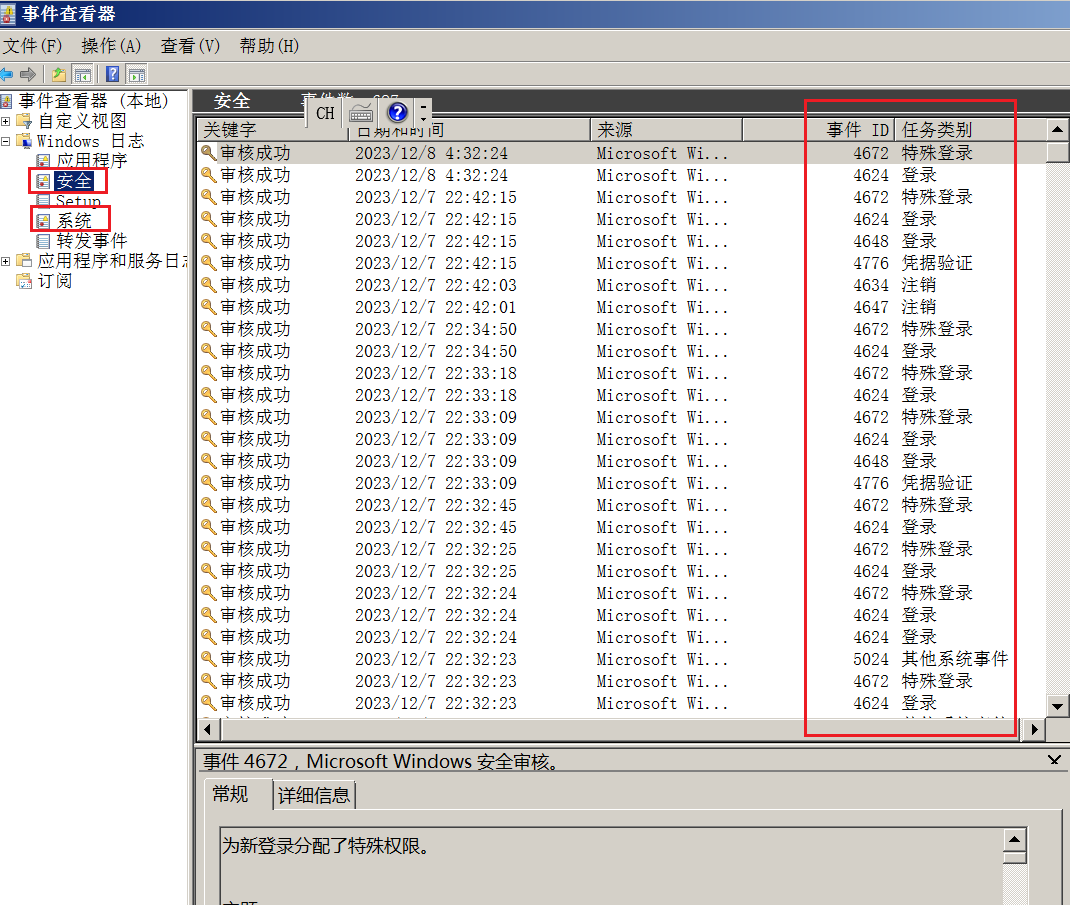 事件查看器
文件(F) 操作(A) 查看(V) 帮助(H)
事件查看器 (本地)
自定义视图
Windows 日志
应用程序
安全
Setup
系统
转发事件
应用程序和服务日志
订阅
安全
CH
关键字 日期和时间 来源 事件 ID 任务类别
审核成功 2023/12/8 4:32:24 Microsoft Wi... 4672 特殊登录
审核成功 2023/12/8 4:32:24 Microsoft Wi... 4624 登录
审核成功 2023/12/7 22:42:15 Microsoft Wi... 4672 特殊登录
审核成功 2023/12/7 22:42:15 Microsoft Wi... 4624 登录
审核成功 2023/12/7 22:42:15 Microsoft Wi... 4648 登录
审核成功 2023/12/7 22:42:15 Microsoft Wi... 4776 凭据验证
审核成功 2023/12/7 22:42:03 Microsoft Wi... 4634 注销
审核成功 2023/12/7 22:42:01 Microsoft Wi... 4647 注销
审核成功 2023/12/7 22:34:50 Microsoft Wi... 4672 特殊登录
审核成功 2023/12/7 22:34:50 Microsoft Wi... 4624 登录
审核成功 2023/12/7 22:33:18 Microsoft Wi... 4672 特殊登录
审核成功 2023/12/7 22:33:18 Microsoft Wi... 4624 登录
审核成功 2023/12/7 22:33:09 Microsoft Wi... 4672 特殊登录
审核成功 2023/12/7 22:33:09 Microsoft Wi... 4624 登录
审核成功 2023/12/7 22:33:09 Microsoft Wi... 4648 登录
审核成功 2023/12/7 22:33:09 Microsoft Wi... 4776 凭据验证
审核成功 2023/12/7 22:32:45 Microsoft Wi... 4672 特殊登录
审核成功 2023/12/7 22:32:45 Microsoft Wi... 4624 登录
审核成功 2023/12/7 22:32:25 Microsoft Wi... 4672 特殊登录
审核成功 2023/12/7 22:32:25 Microsoft Wi... 4624 登录
审核成功 2023/12/7 22:32:24 Microsoft Wi... 4672 特殊登录
审核成功 2023/12/7 22:32:24 Microsoft Wi... 4624 登录
审核成功 2023/12/7 22:32:24 Microsoft Wi... 4624 登录
审核成功 2023/12/7 22:32:23 Microsoft Wi... 5024 其他系统事件
审核成功 2023/12/7 22:32:23 Microsoft Wi... 4672 特殊登录
审核成功 2023/12/7 22:32:23 Microsoft Wi... 4624 登录
事件 4672，Microsoft Windows 安全审核。
常规 详细信息
为新登录分配了特殊权限。